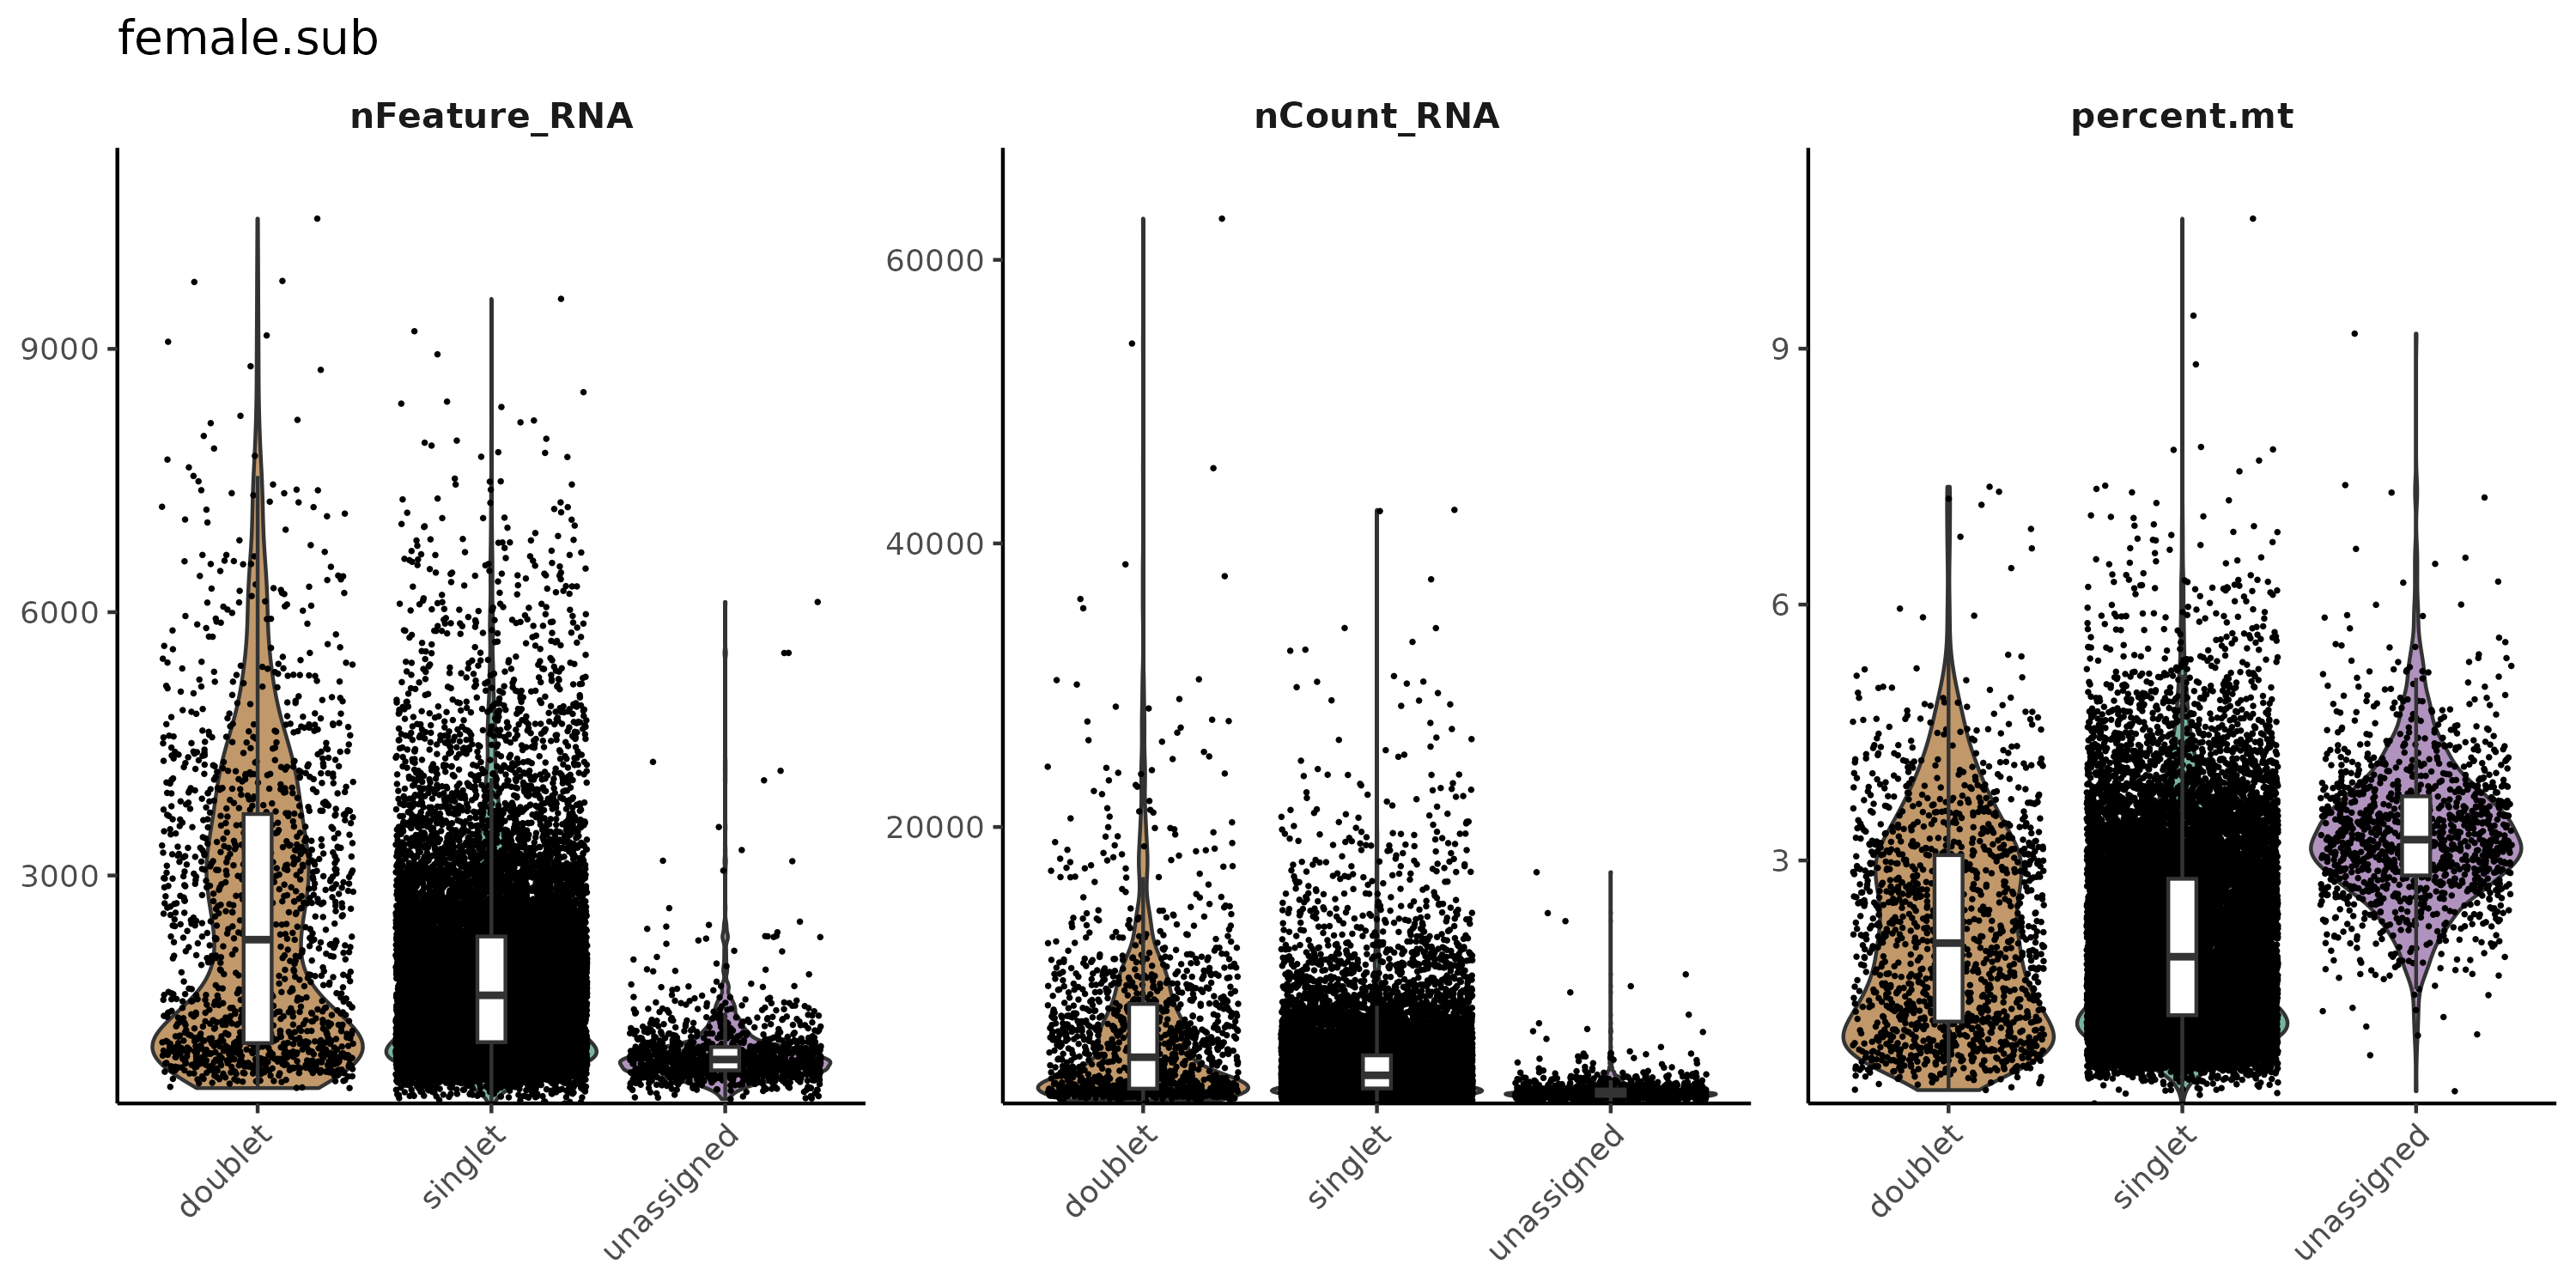 female.sub
nFeature_RNA
nCount_RNA
percent.mt
9000
6000
3000
60000
40000
20000
9
6
3
doublet
singlet
unassigned
doublet
singlet
unassigned
doublet
singlet
unassigned